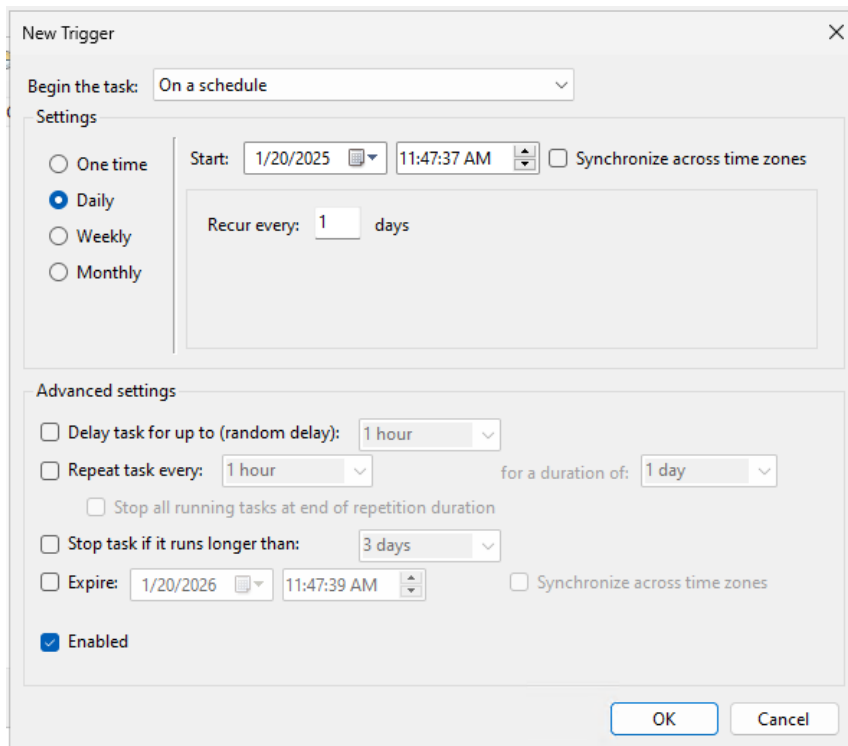 New Trigger
Begin the task: On a schedule
Settings
One time
Start: 1/20/2025 11:47:37 AM Synchronize across time zones
Daily
Recur every: 1 days
Weekly
Monthly
Advanced settings
Delay task for up to (random delay): 1 hour
Repeat task every: 1 hour for a duration of: 1 day
Stop all running tasks at end of repetition duration
Stop task if it runs longer than: 3 days
Expire: 1/20/2026 11:47:39 AM Synchronize across time zones
Enabled
OK Cancel